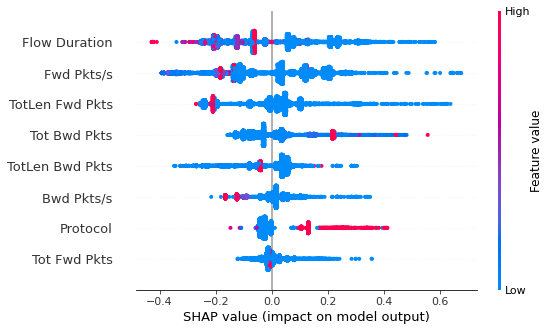 High
Flow Duration
Fwd Pkts/s
TotLen Fwd Pkts
Tot Bwd Pkts
TotLen Bwd Pkts
Bwd Pkts/s
Protocol
Tot Fwd Pkts
Feature value
Low
−0.4 −0.2 0.0 0.2 0.4 0.6
SHAP value (impact on model output)